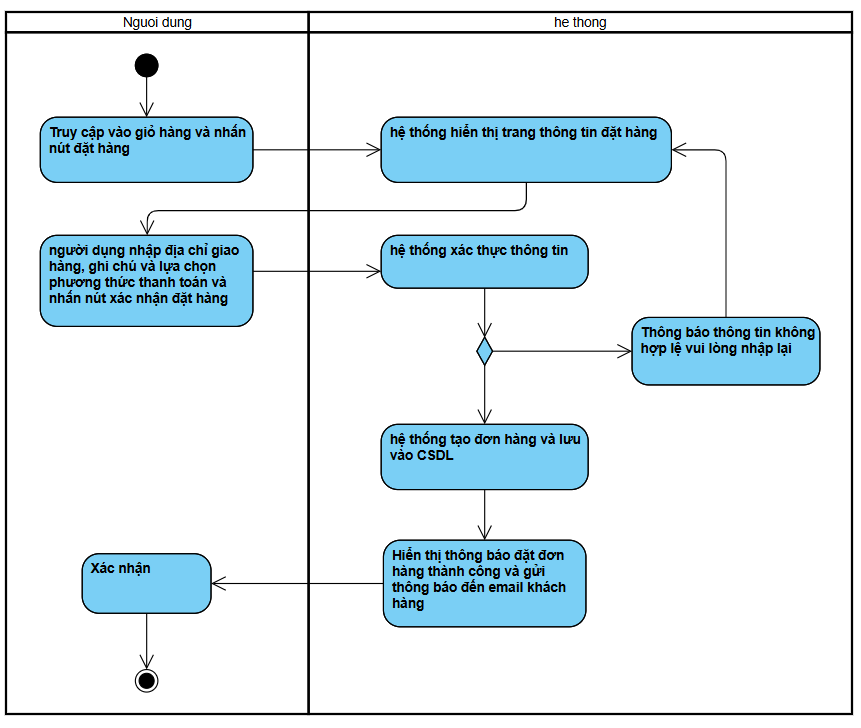 Nguoi dung
he thong
Truy cập vào giỏ hàng và nhấn
nút đặt hàng
hệ thống hiển thị trang thông tin đặt hàng
người dụng nhập địa chỉ giao
hàng, ghi chú và lựa chọn
phương thức thanh toán và
nhấn nút xác nhận đặt hàng
hệ thống xác thực thông tin
Thông báo thông tin không
hợp lệ vui lòng nhập lại
hệ thống tạo đơn hàng và lưu
vào CSDL
Hiển thị thông báo đặt đơn
hàng thành công và gửi
thông báo đến email khách
hàng
Xác nhận